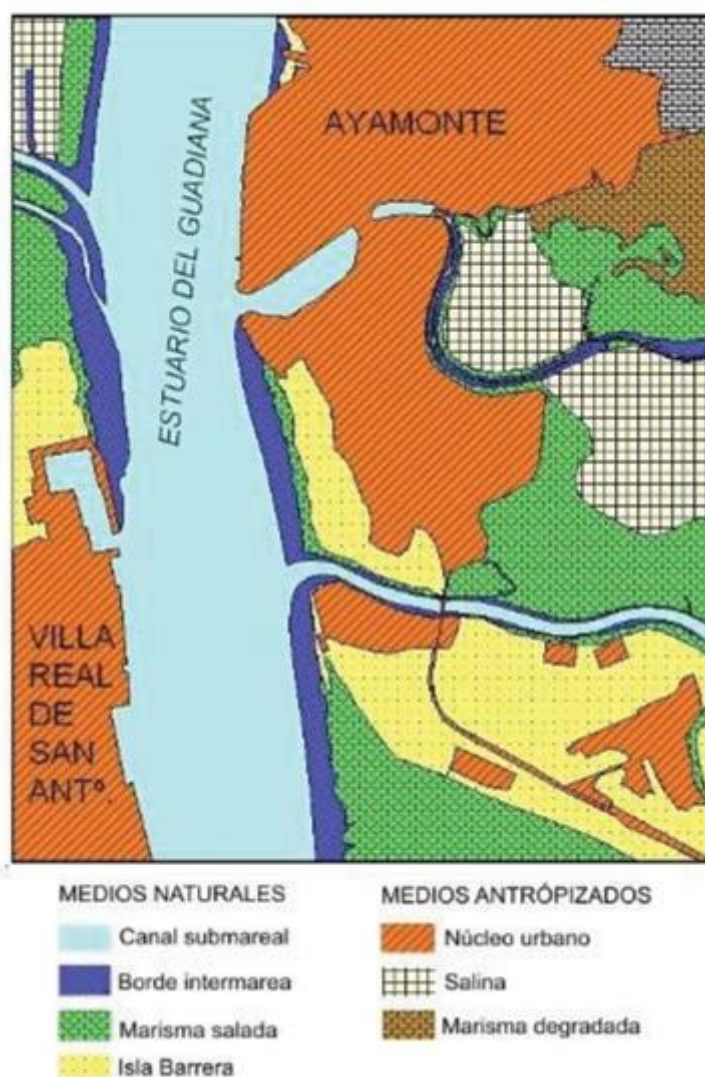 AYAMONTE
ESTUARIO DEL GUADIANA
VILLA
REAL
DE
SAN
ANTº.
MEDIOS NATURALES
Canal submareal
Borde intermarea
Marisma salada
Isla Barrera
MEDIOS ANTRÓPIZADOS
Núcleo urbano
Salina
Marisma degradada